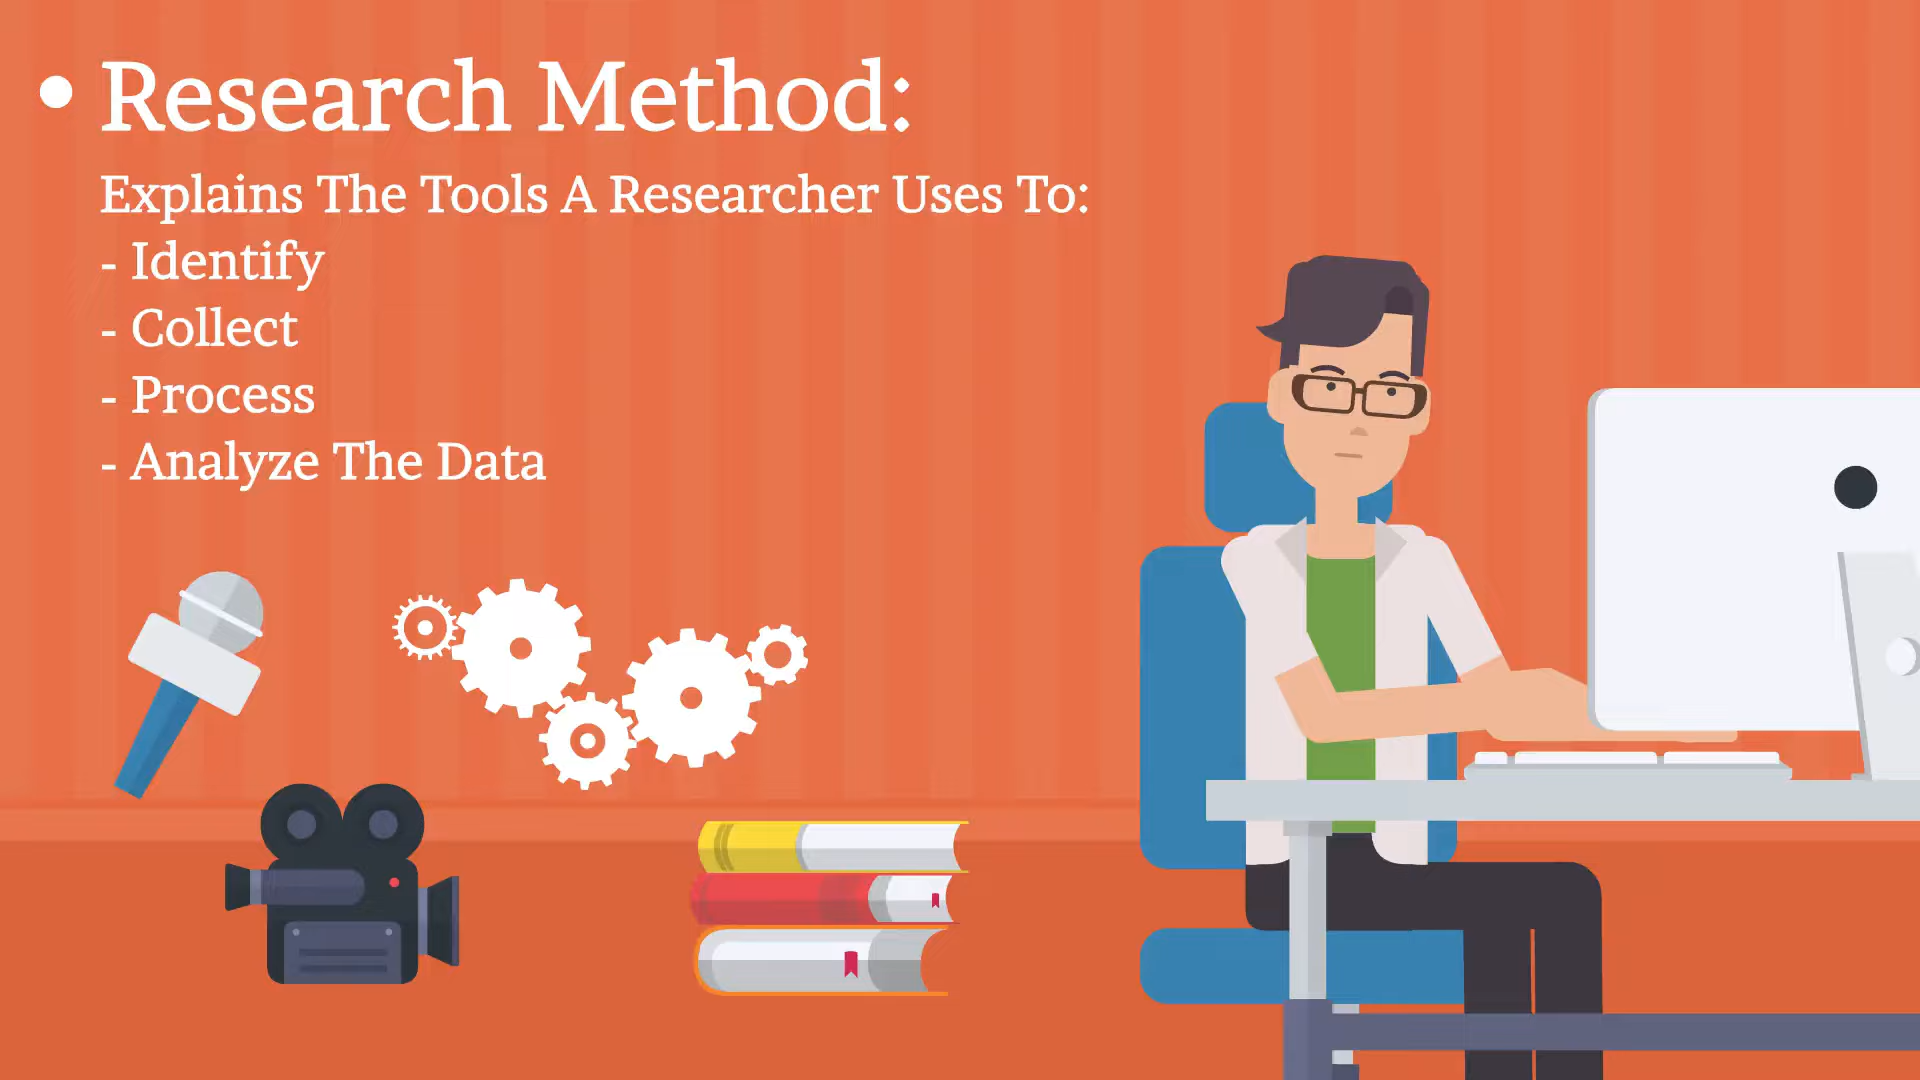 • Research Method:
Explains The Tools A Researcher Uses To:
- Identify
- Collect
- Process
- Analyze The Data